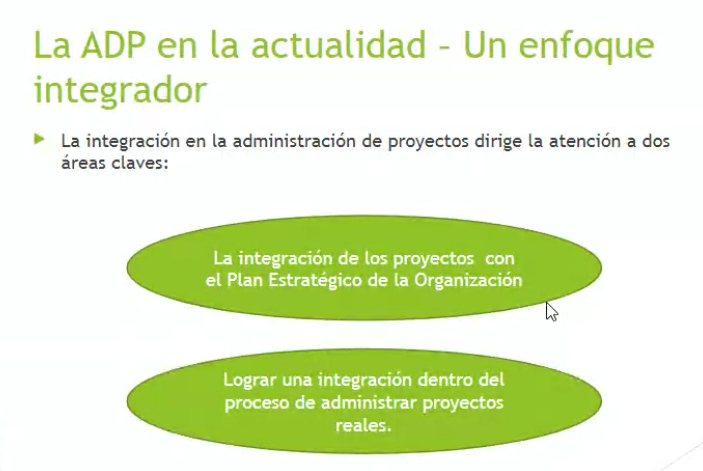 La ADP en la actualidad – Un enfoque
integrador
La integración en la administración de proyectos dirige la atención a dos
áreas claves:
La integración de los proyectos con
el Plan Estratégico de la Organización
Lograr una integración dentro del
proceso de administrar proyectos
reales.